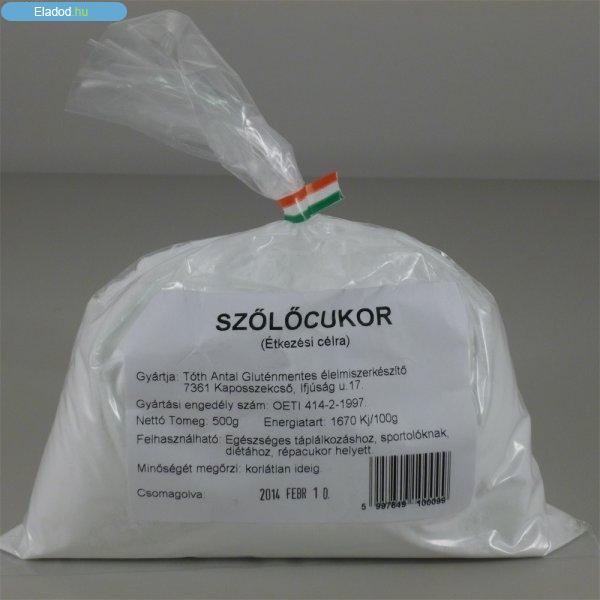 Eladod.hu
SZŐLŐCUKOR
(Étkezési célra)
Gyártja: Tóth Antal Gluténmentes élelmiszerkészítő
7361 Kaposszekcső, Ifjúság u.17.
Gyártási engedély szám: OETI 414-2-1997.
Nettó Tömeg: 500g Energiatart: 1670 Kj/100g
Felhasználható: Egészséges táplálkozáshoz, sportolóknak,
diétához, répacukor helyett.
Minőségét megőrzi: korlátlan ideig.
Csomagolva: 2014 FEBR 1 0.
5 997649 100099